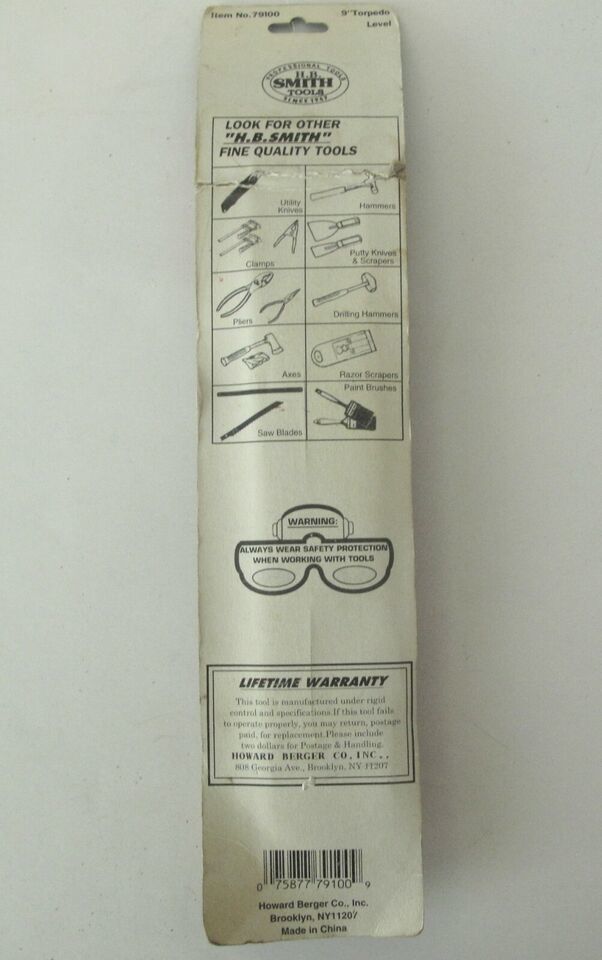 Item No. 79100 9" Torpedo Level
PROFESSIONAL TOOLS
H.B.
SMITH
TOOLS
SINCE 1957
LOOK FOR OTHER
"H.B.SMITH"
FINE QUALITY TOOLS
Utility
Knives
Hammers
Clamps
Putty Knives
& Scrapers
Pliers
Drilling Hammers
Axes
Razor Scrapers
Saw Blades
Paint Brushes
WARNING:
ALWAYS WEAR SAFETY PROTECTION
WHEN WORKING WITH TOOLS
LIFETIME WARRANTY
This tool is manufactured under rigid
control and specifications.If this tool fails
to operate properly, you may return, postage
paid, for replacement.Please include
two dollars for Postage & Handling.
HOWARD BERGER CO., INC..,
808 Georgia Ave., Brooklyn, NY 11207
0 75877 79100 9
Howard Berger Co., Inc.
Brooklyn, NY11207
Made in China